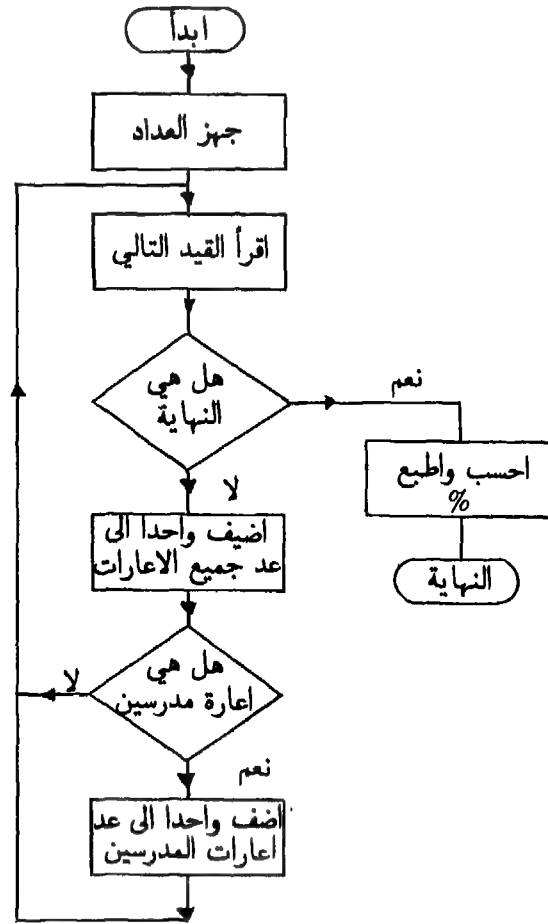 ابدأ
جهز العداد
اقرأ القيد التالي
هل هي
النهاية
نعم
احسب واطبع
%
النهاية
لا
اضيف واحدا الى
عد جميع الاعارات
هل هي
اعارة مدرسين
لا
نعم
اضف واحدا الى عد
اعارات المدرسين